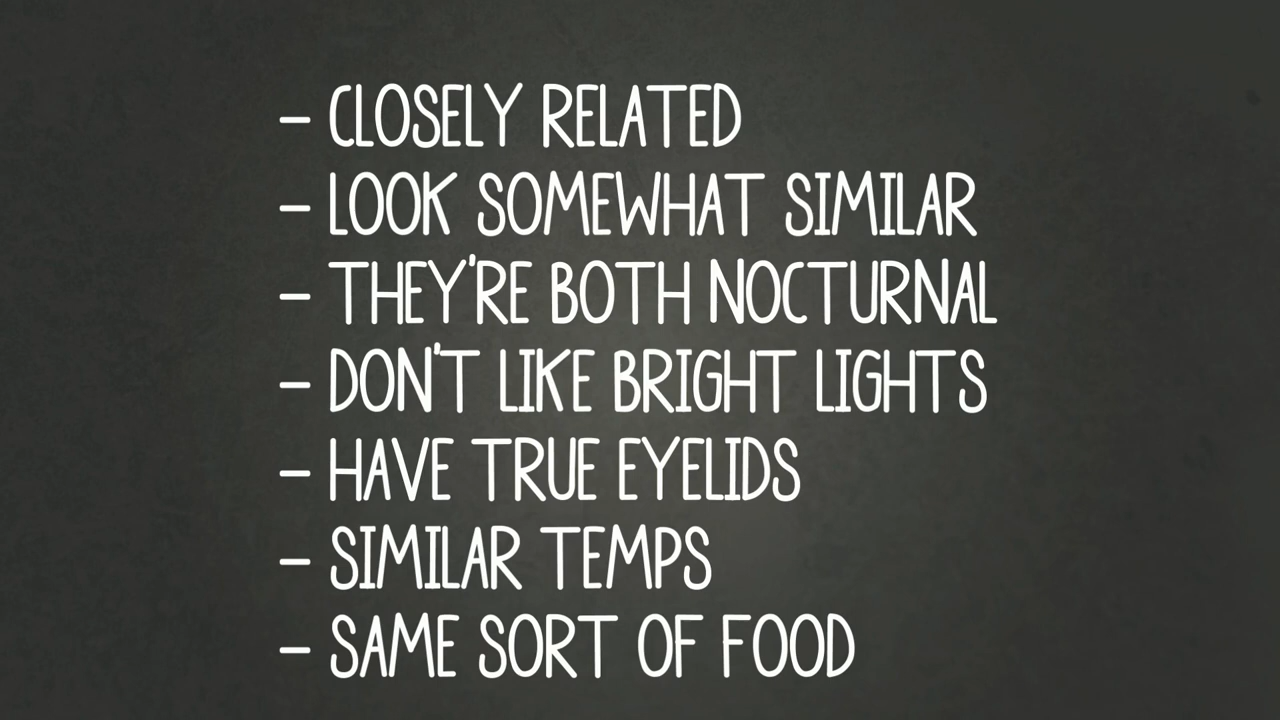 - CLOSELY RELATED
- LOOK SOMEWHAT SIMILAR
- THEY'RE BOTH NOCTURNAL
- DON'T LIKE BRIGHT LIGHTS
- HAVE TRUE EYELIDS
- SIMILAR TEMPS
- SAME SORT OF FOOD